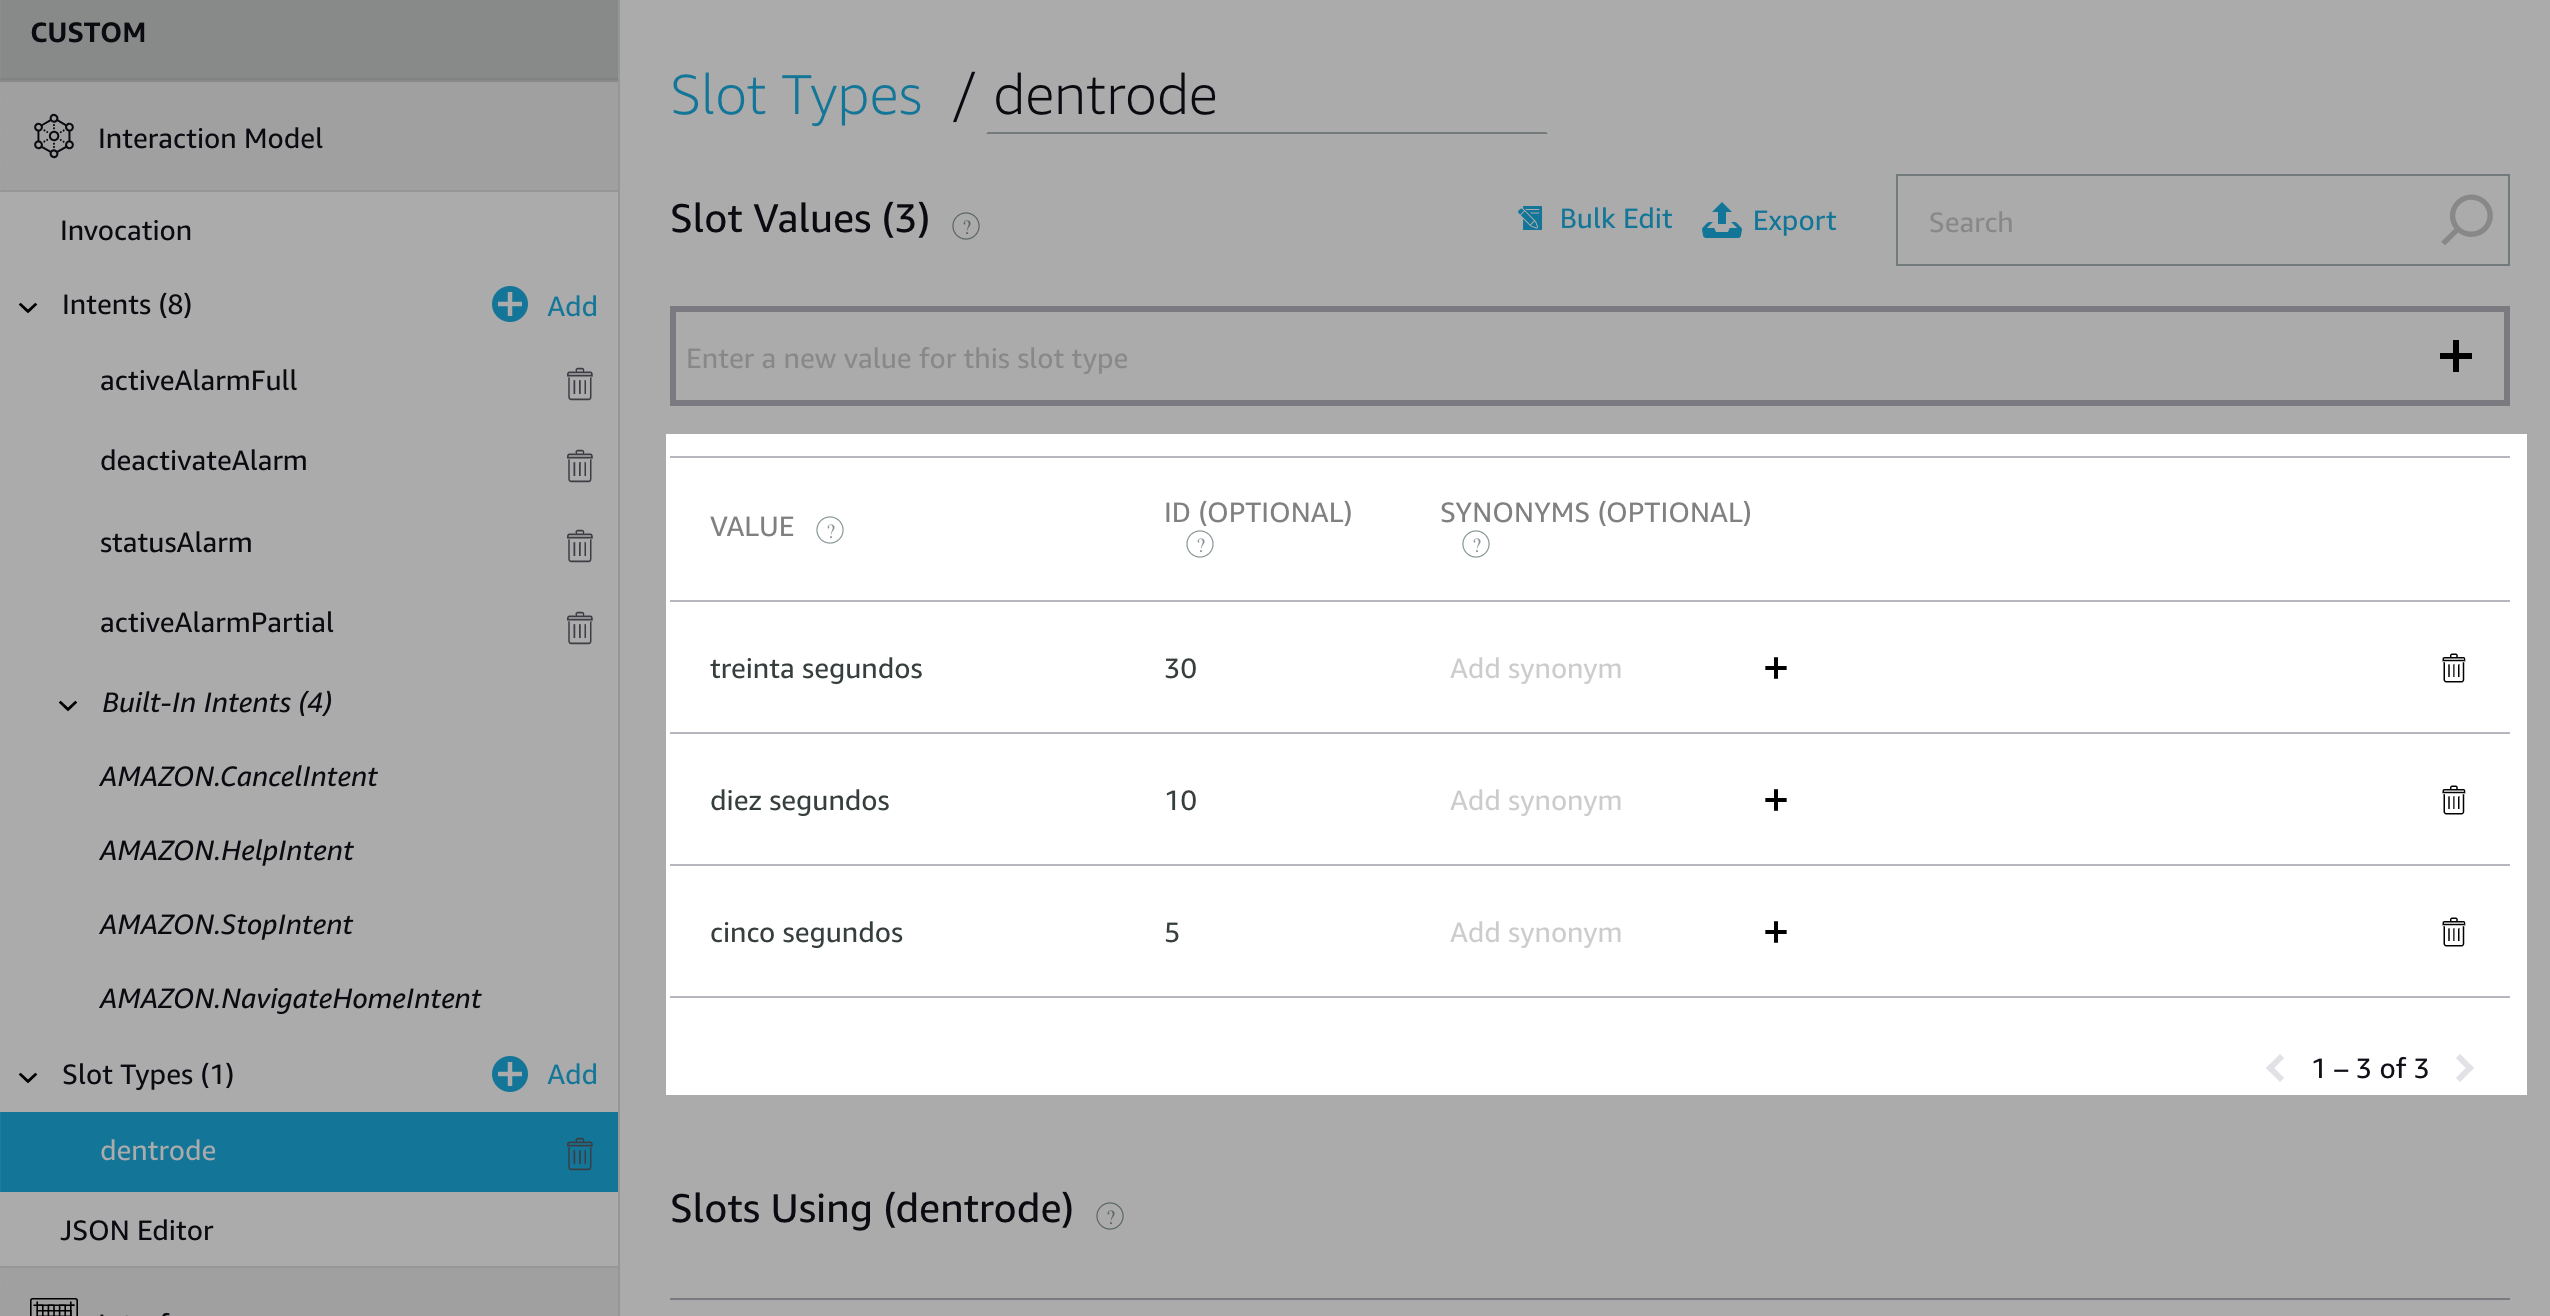 CUSTOM
Interaction Model
Invocation
Intents (8)
Add
activeAlarmFull
deactivateAlarm
statusAlarm
activeAlarmPartial
Built-In Intents (4)
AMAZON.CancelIntent
AMAZON.HelpIntent
AMAZON.StopIntent
AMAZON.NavigateHomeIntent
Slot Types (1)
Add
dentrode
JSON Editor
Slot Types / dentrode
Slot Values (3) ?
Bulk Edit
Export
Search
Enter a new value for this slot type
VALUE ?
ID (OPTIONAL)
?
SYNONYMS (OPTIONAL)
?
treinta segundos 30 Add synonym
diez segundos 10 Add synonym
cinco segundos 5 Add synonym
1 – 3 of 3
Slots Using (dentrode) ?